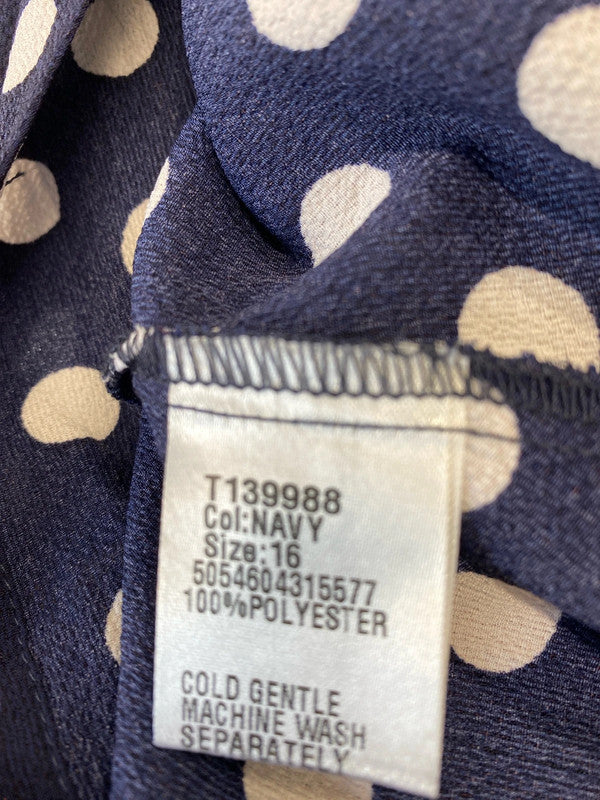 T139988
Col:NAVY
Size:16
5054604315577
100%POLYESTER
COLD GENTLE
MACHINE WASH
SEPARATELY